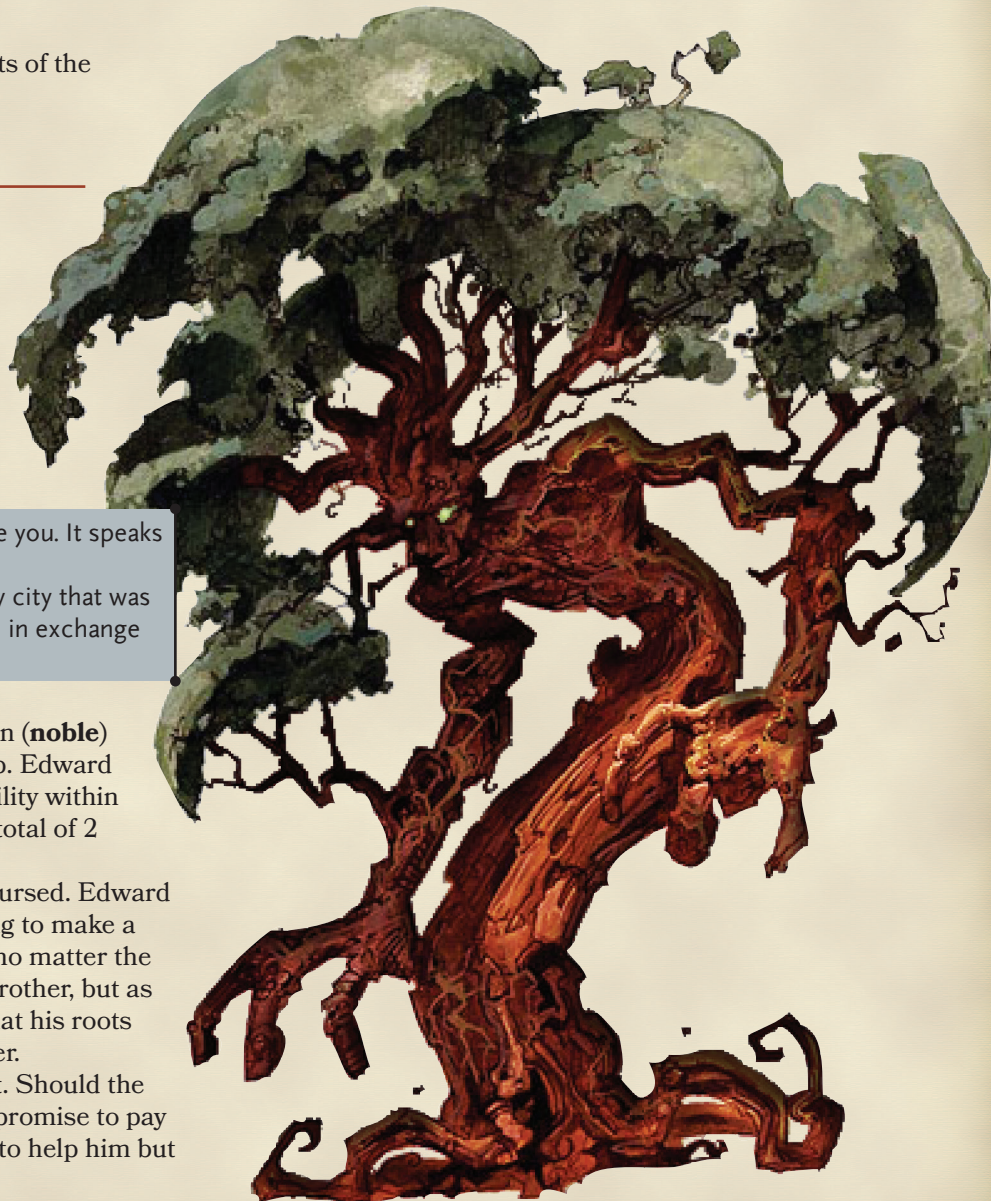 ts of the
e you. It speaks
y city that was
in exchange
n (noble)
o. Edward
ility within
total of 2
ursed. Edward
g to make a
no matter the
rother, but as
at his roots
er.
t. Should the
promise to pay
to help him but